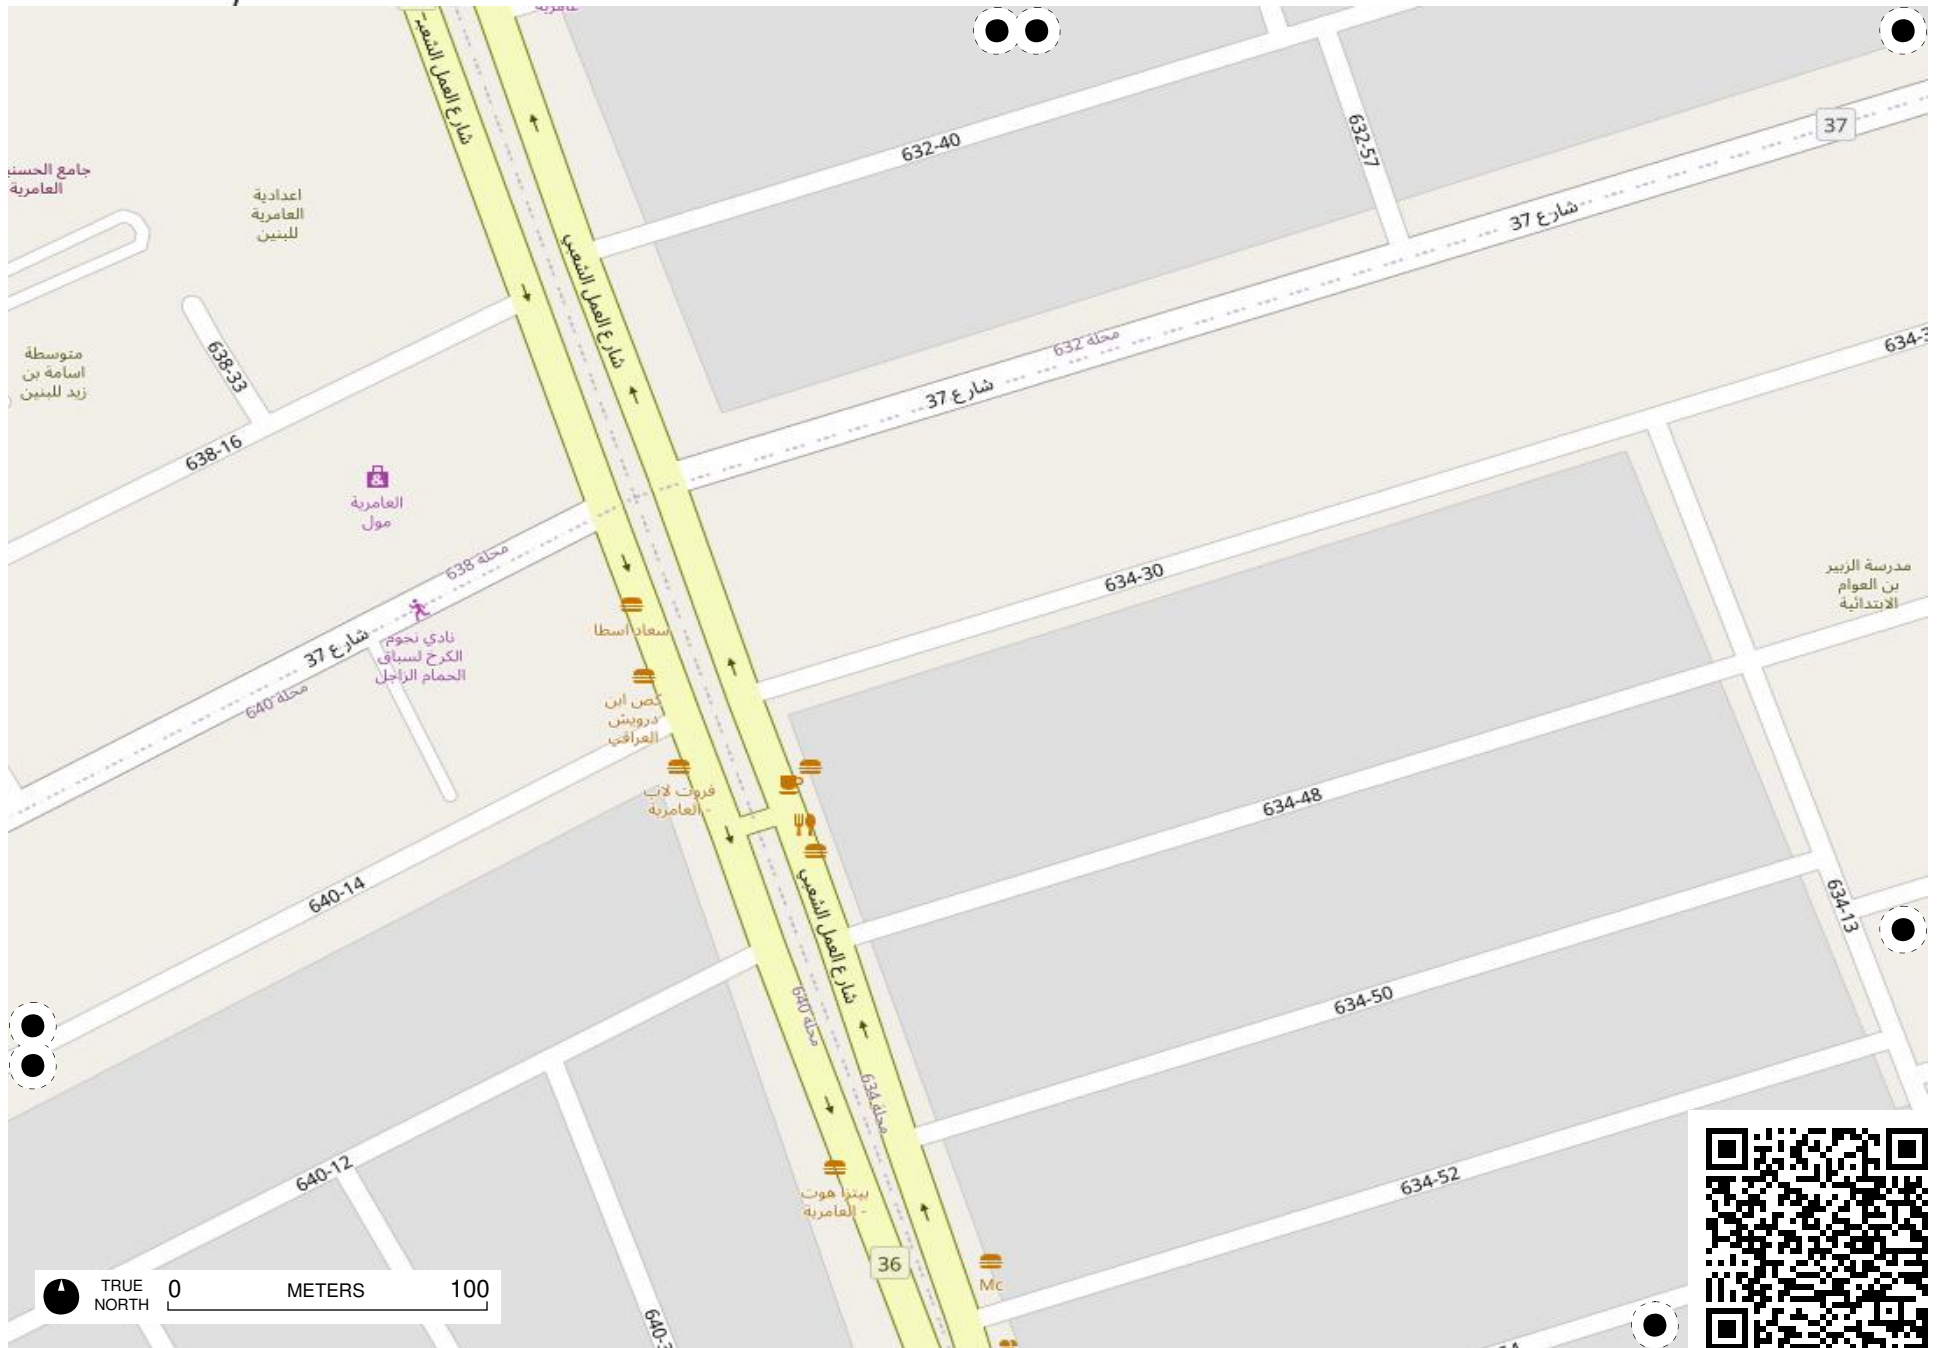 شارع العمل الشعبي
632-40
632-57
37
جامع الحسنين
العامرية
اعدادية
العامرية
للبنين
شارع 37
شارع العمل الشعبي
محلة 632
متوسطة
اسامة بن
زيد للبنين
638-33
شارع 37
638-16
العامرية
مول
محلة 638
634-30
مدرسة الزبير
بن العوام
الابتدائية
سعاد اسطا
شارع 37
نادي نجوم
الكرخ لسباق
الحمام الزاجل
محلة 640
كص ابن
درويش
العراقي
فروت لاب
- العامرية
634-48
640-14
634-13
شارع العمل الشعبي
محلة 640
634-50
محلة 634
640-12
634-52
بيتزا هوت
- العامرية
36
Mc
TRUE
NORTH
0 METERS 100